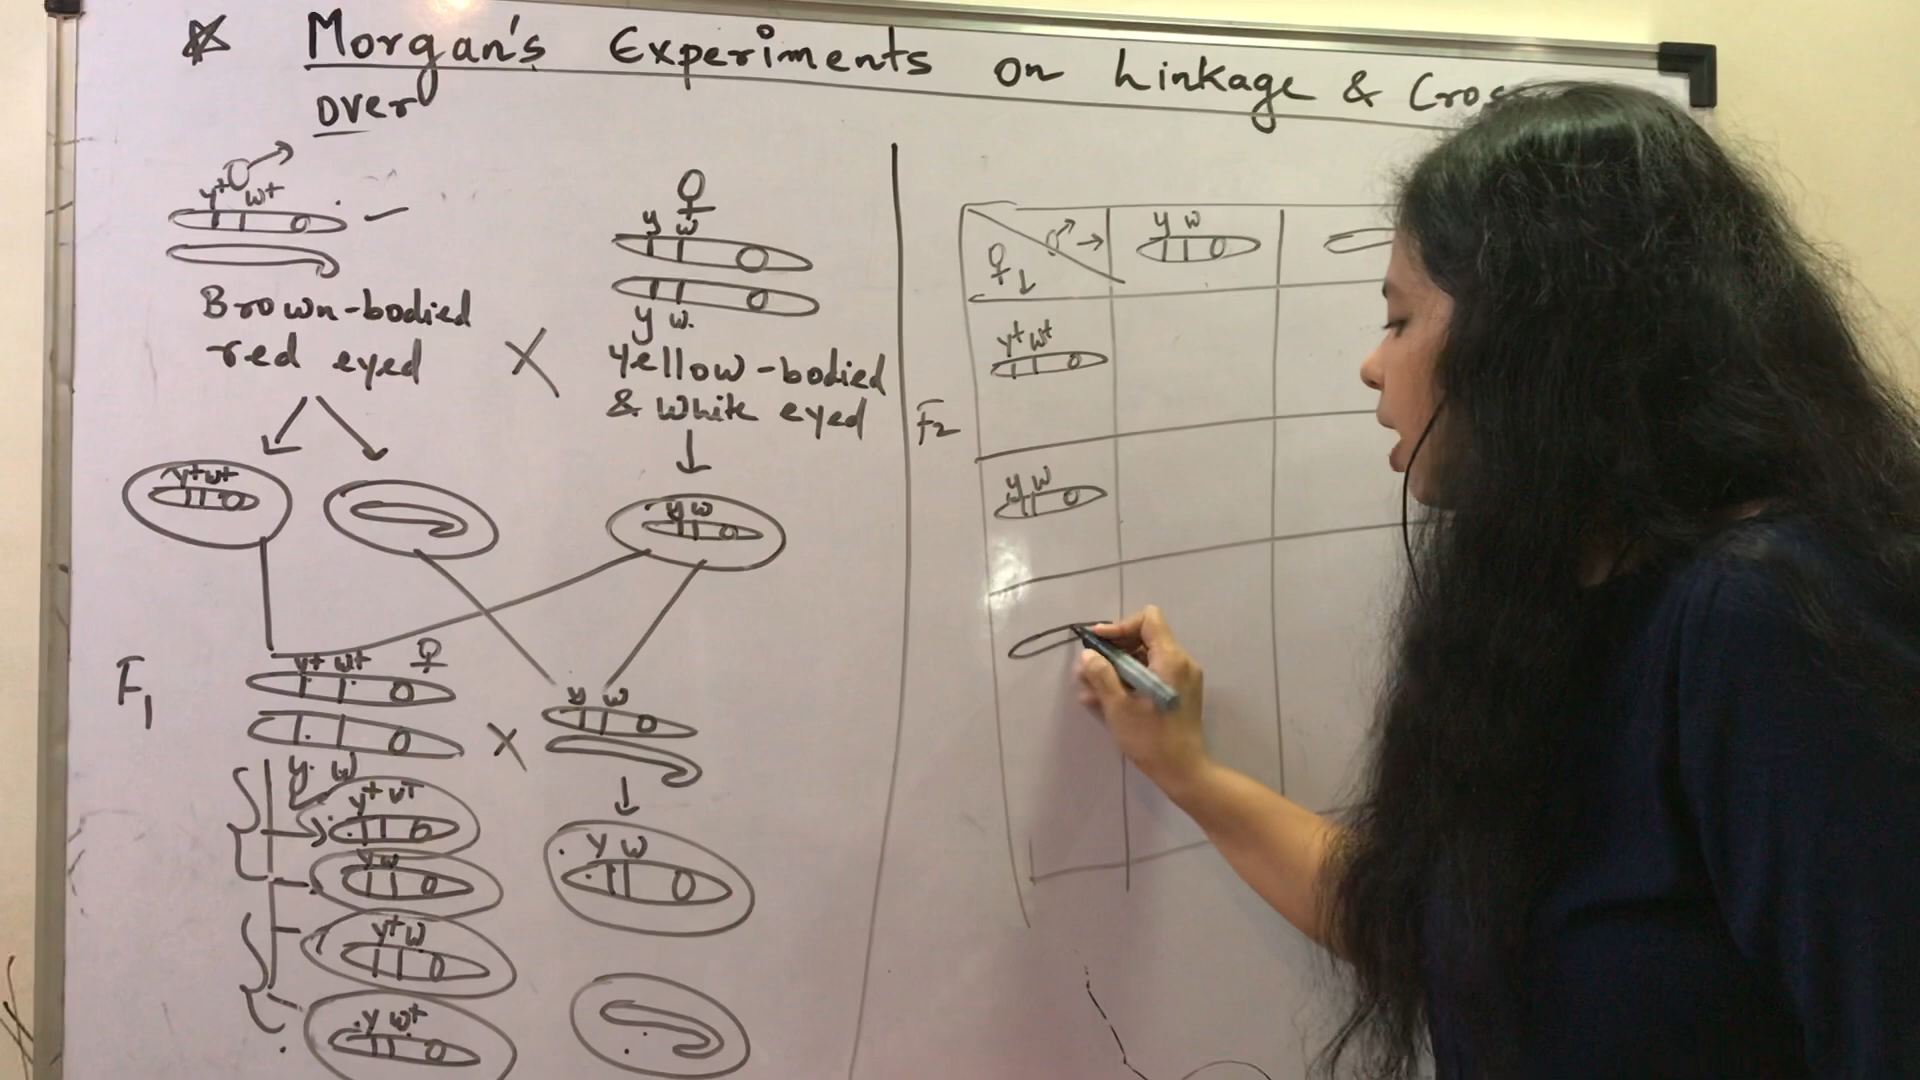 ☆ Morgan's Experiments on Linkage & Cros
over
♂
y+ w+
Brown-bodied
red eyed
X
♀
y w
y w.
Yellow-bodied
& White eyed
y+w+
y w
F1
y+ w+ ♀
y w
X
y w
y+ w+
y w
y+ w
y w+
y w
F2
♂ →
♀ ↓
y w
y+ w+
y w